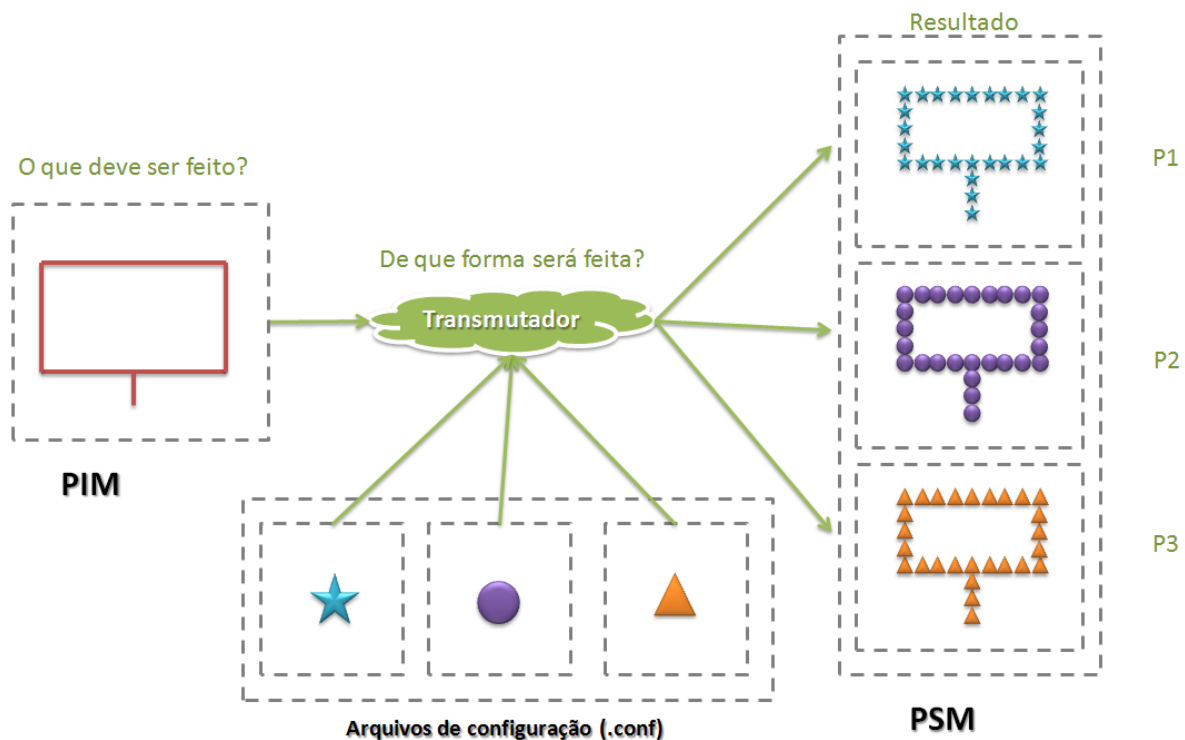 Resultado
P1
O que deve ser feito?
De que forma será feita?
Transmutador
P2
PIM
P3
Arquivos de configuração (.conf)
PSM